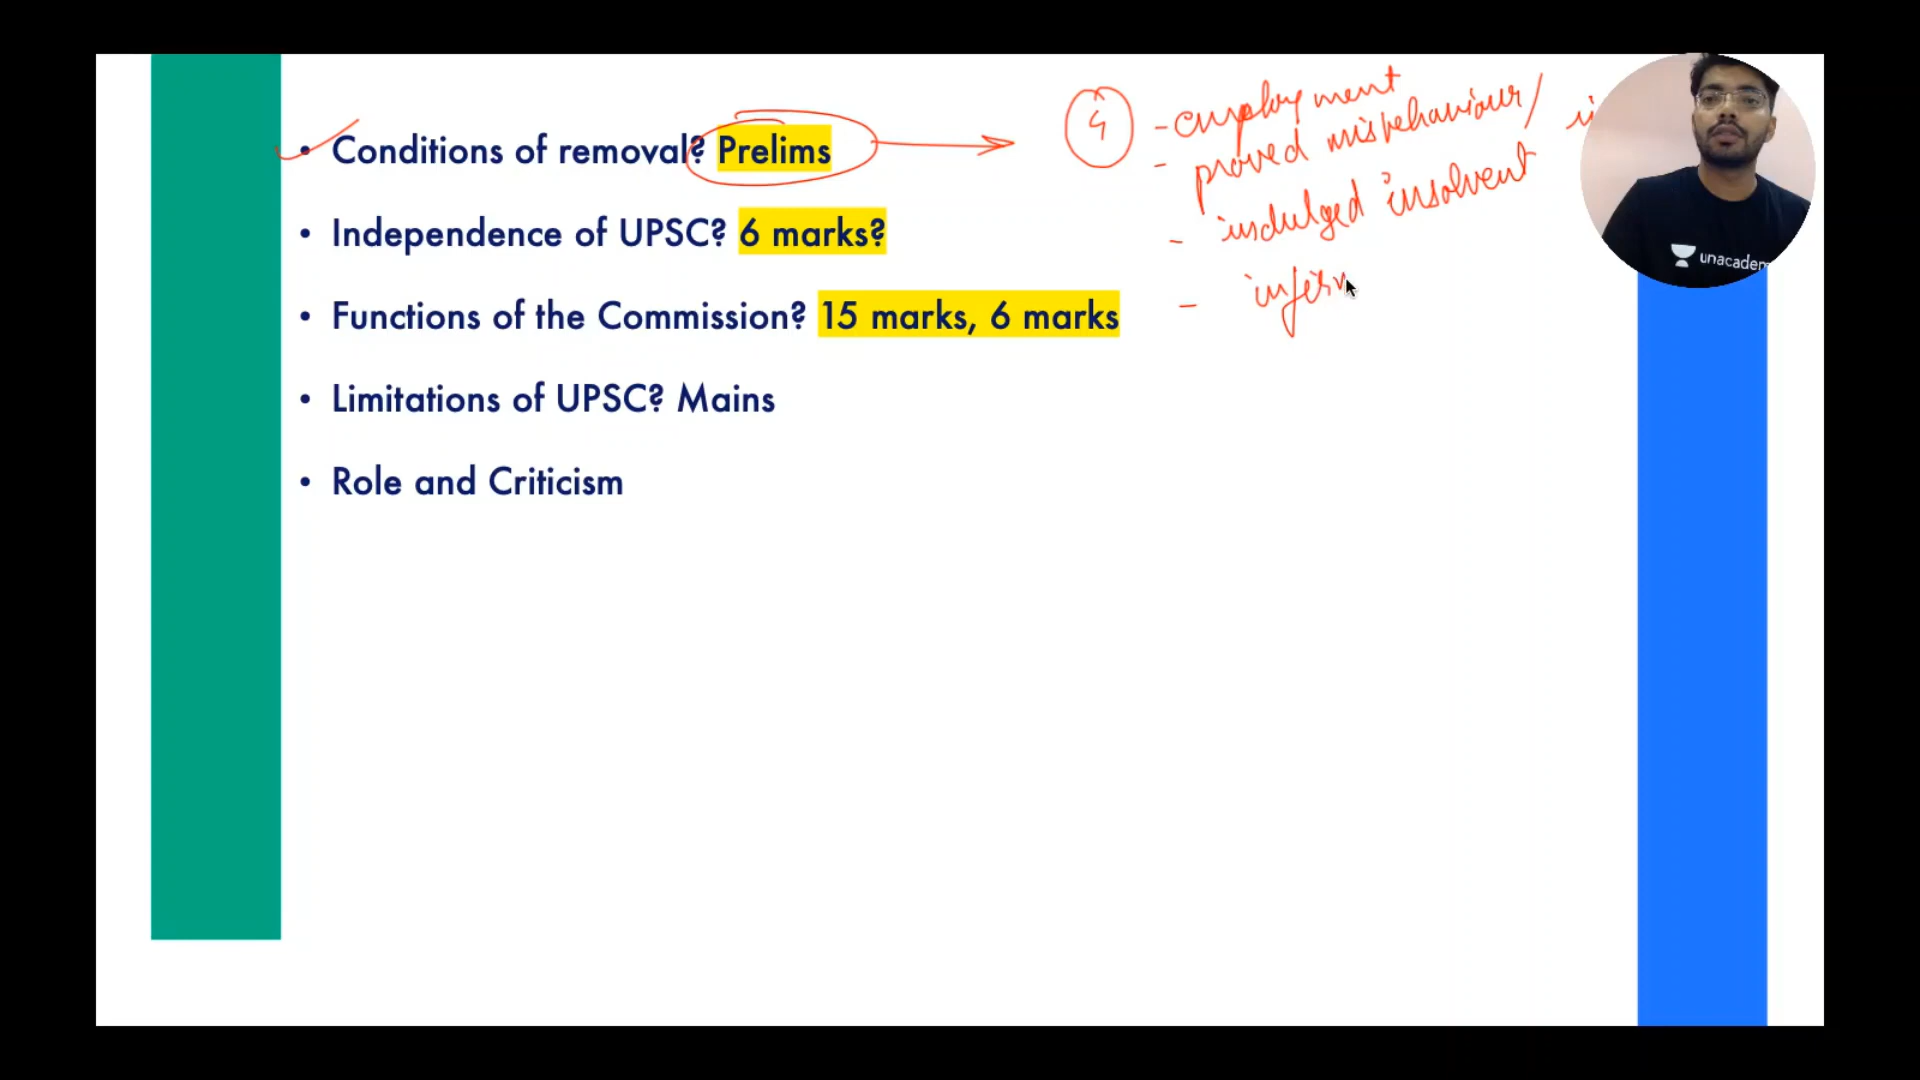 • Conditions of removal? Prelims
• Independence of UPSC? 6 marks?
• Functions of the Commission? 15 marks, 6 marks
• Limitations of UPSC? Mains
• Role and Criticism
4
- employment
- proved misbehaviour/
- indulged insolvent
- infirm
unacadem